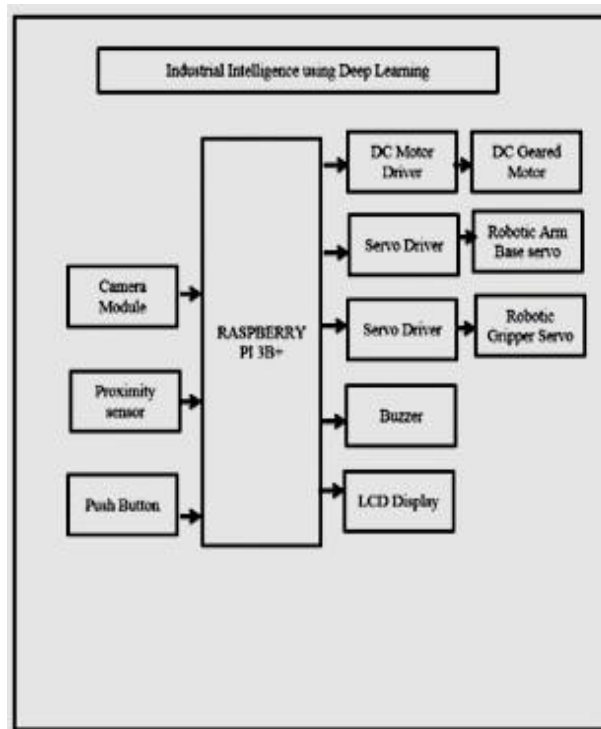 Industrial Intelligence using Deep Learning
DC Motor
Driver
DC Geared
Motor
Servo Driver
Robotic Arm
Base servo
Camera
Module
RASPBERRY
PI 3B+
Servo Driver
Robotic
Gripper Servo
Proximity
sensor
Buzzer
Push Button
LCD Display